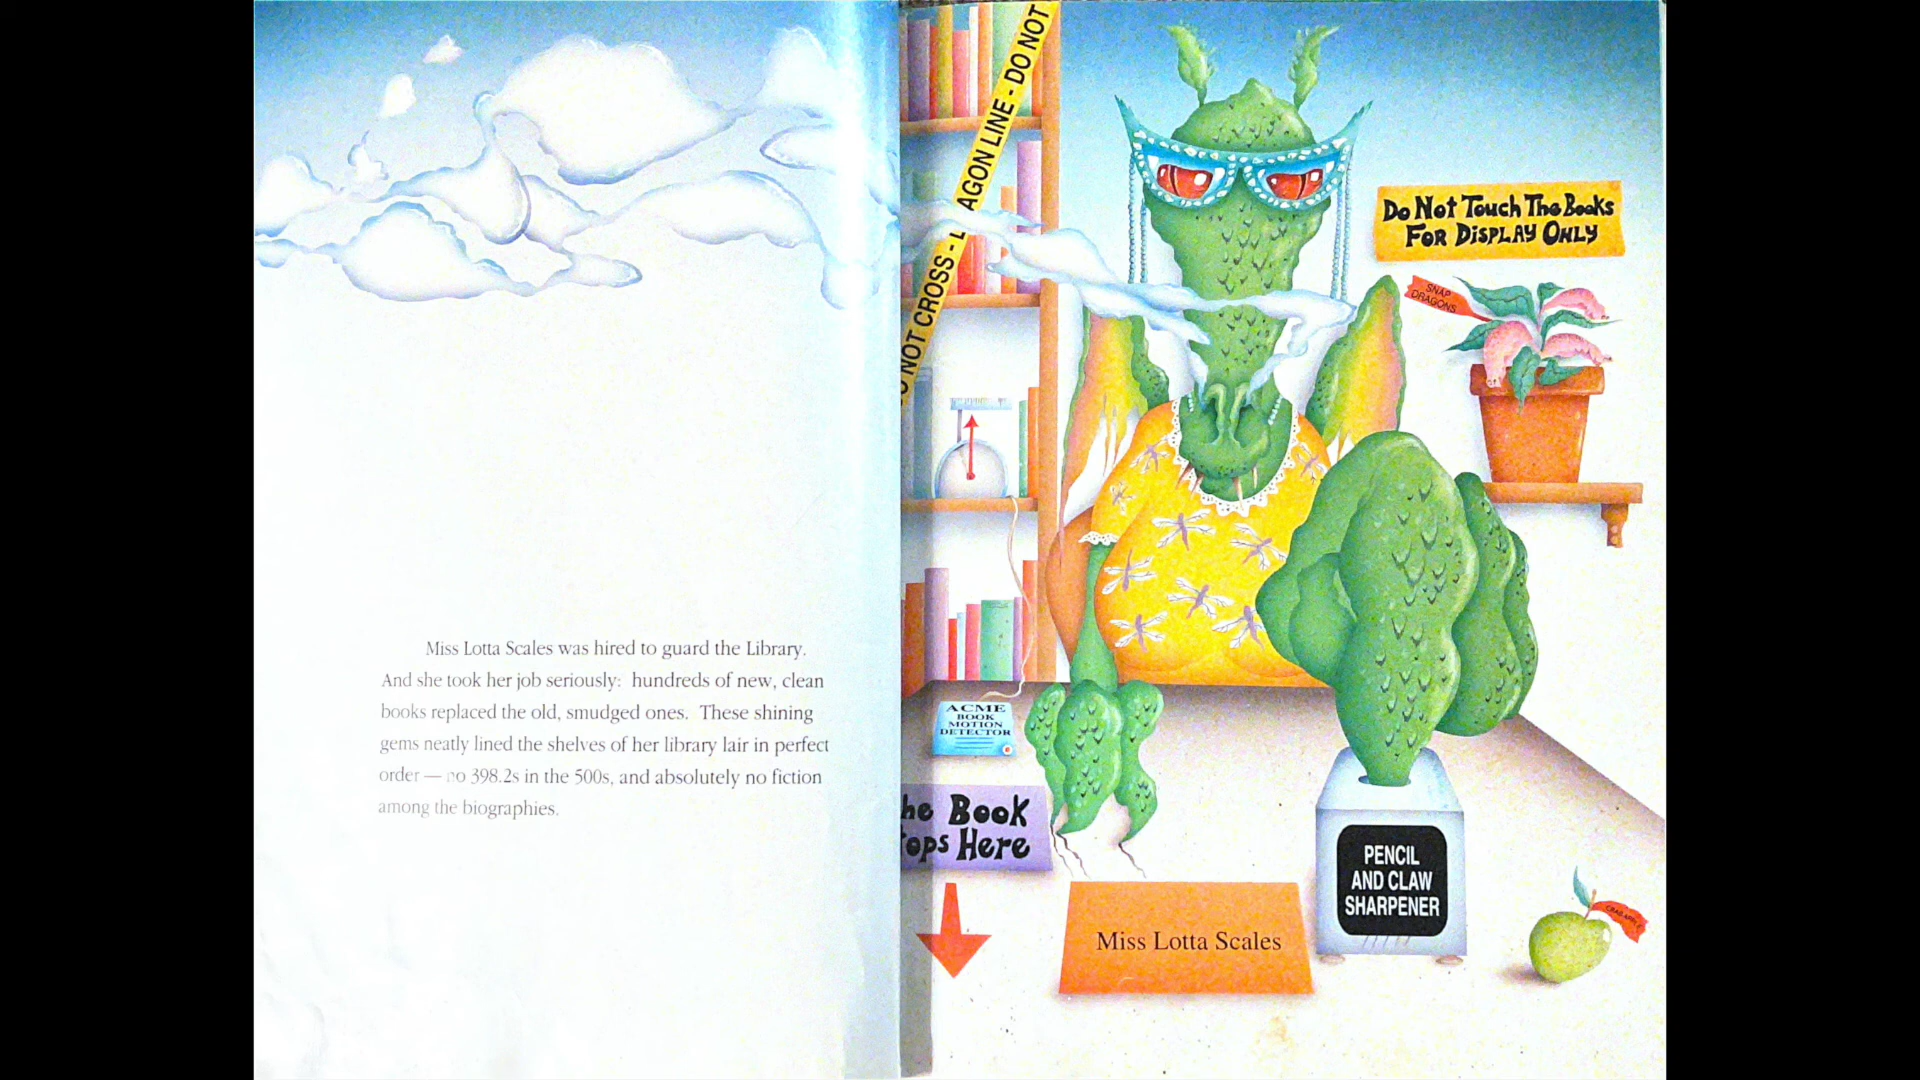 Miss Lotta Scales was hired to guard the Library.
And she took her job seriously: hundreds of new, clean
books replaced the old, smudged ones. These shining
gems neatly lined the shelves of her library lair in perfect
order — no 398.2s in the 500s, and absolutely no fiction
among the biographies.
NOT CROSS - AGON LINE - DO NOT
Do Not Touch The Books
FOR DISPLAY ONLY
SNAP
DRAGONS
ACME
BOOK
MOTION
DETECTOR
he Book
ops Here
PENCIL
AND CLAW
SHARPENER
Miss Lotta Scales